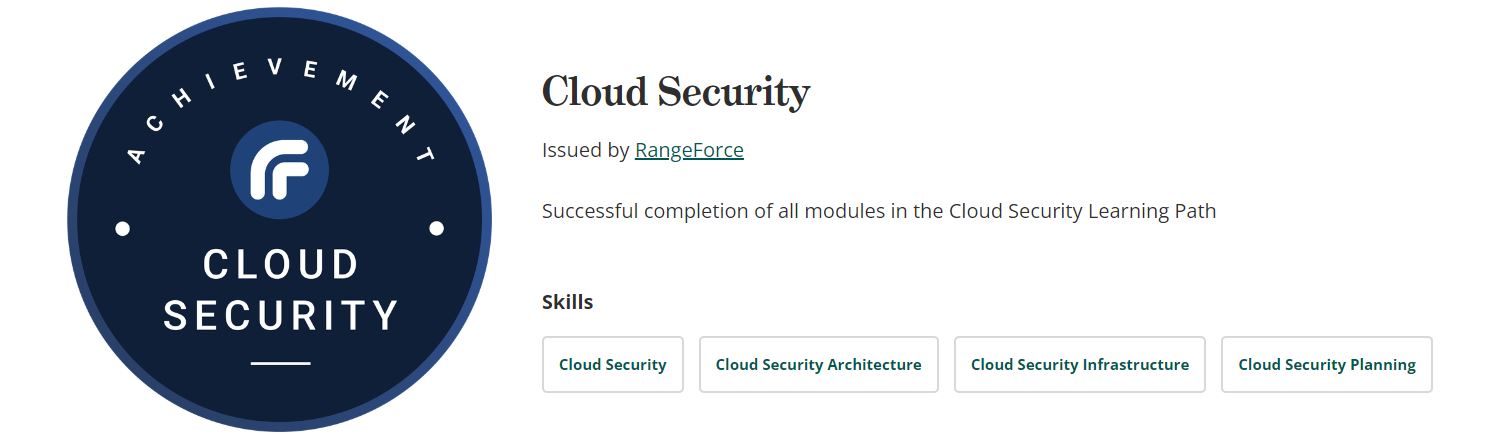 ACHIEVEMENT
CLOUD
SECURITY
Cloud Security
Issued by RangeForce
Successful completion of all modules in the Cloud Security Learning Path
Skills
Cloud Security Cloud Security Architecture Cloud Security Infrastructure Cloud Security Planning